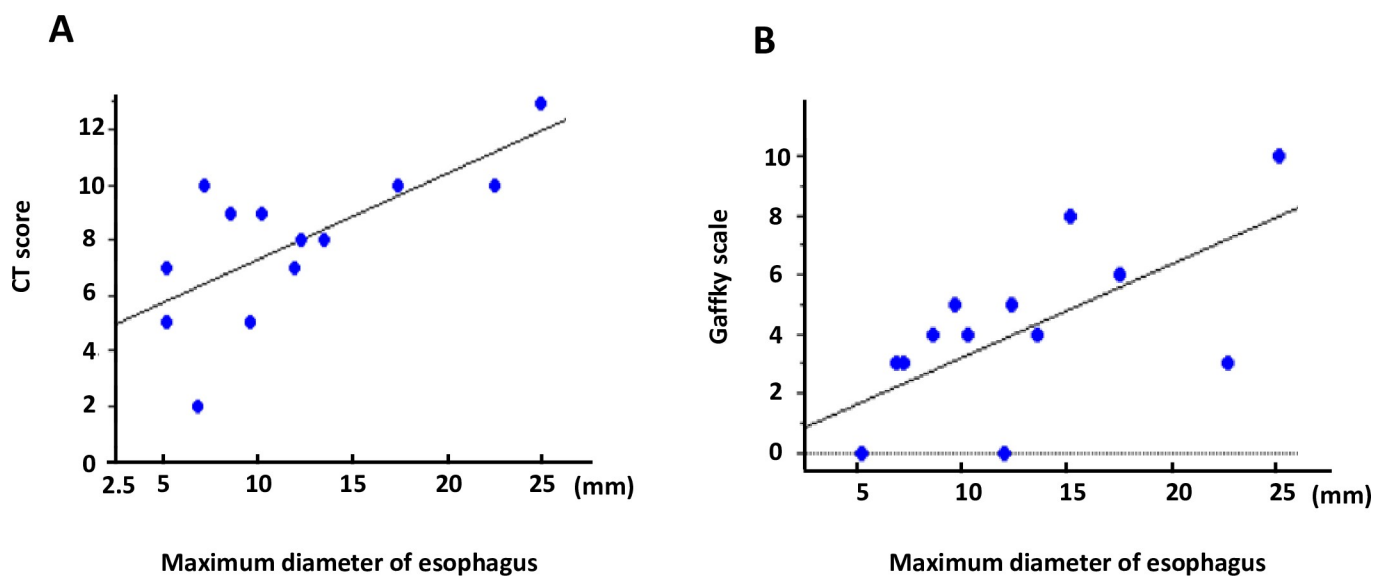 A
CT score
12
10
8
6
4
2
0
2.5 5 10 15 20 25 (mm)
Maximum diameter of esophagus
B
Gaffky scale
10
8
6
4
2
0
5 10 15 20 25 (mm)
Maximum diameter of esophagus